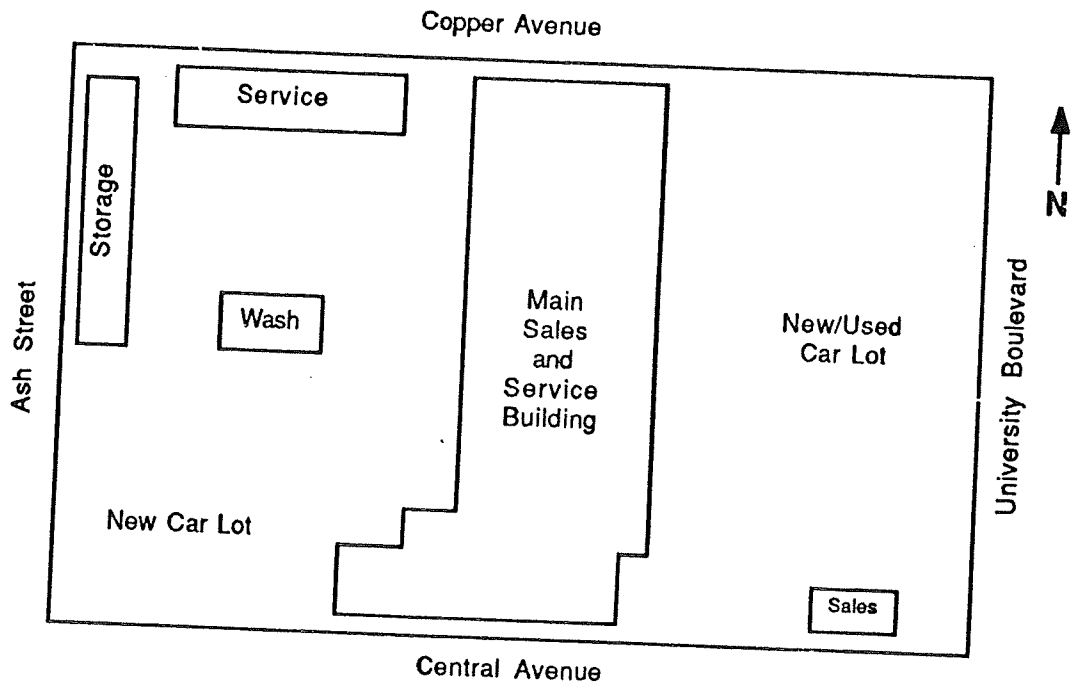 Copper Avenue
Service
Storage
N
Ash Street
Wash
Main
Sales
and
Service
Building
New/Used
Car Lot
University Boulevard
New Car Lot
Sales
Central Avenue